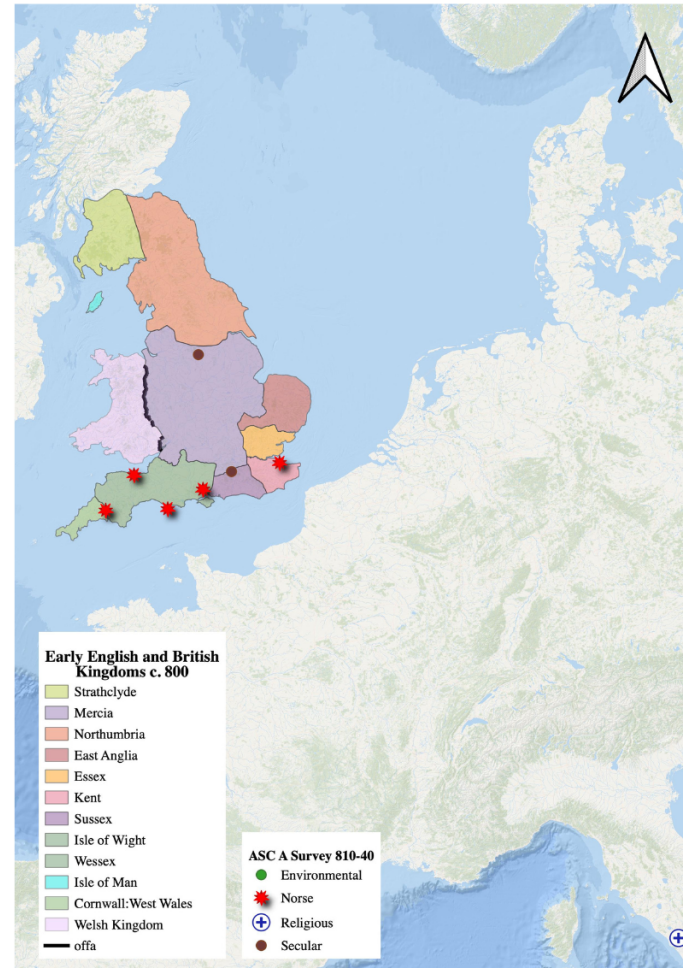 Early English and British
Kingdoms c. 800
Strathclyde
Mercia
Northumbria
East Anglia
Essex
Kent
Sussex
Isle of Wight
Wessex
Isle of Man
Cornwall:West Wales
Welsh Kingdom
offa
ASC A Survey 810-40
Environmental
Norse
Religious
Secular